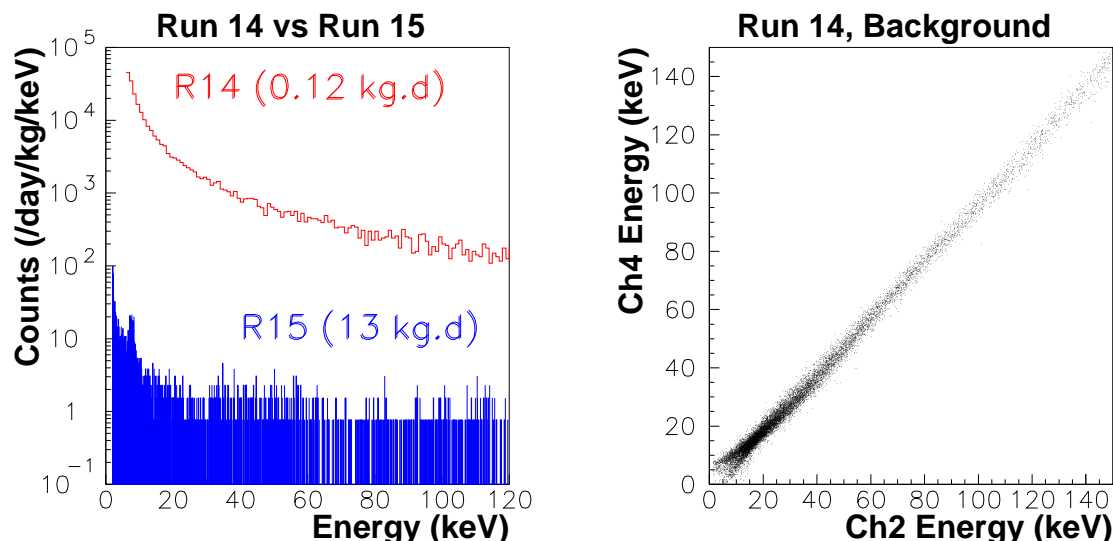 Run 14 vs Run 15
Counts (/day/kg/keV)
10^5
10^4
10^3
10^2
10
1
10^-1
R14 (0.12 kg.d)
R15 (13 kg.d)
0 20 40 60 80 100 120
Energy (keV)
Run 14, Background
Ch4 Energy (keV)
140
120
100
80
60
40
20
0
0 20 40 60 80 100 120 140
Ch2 Energy (keV)